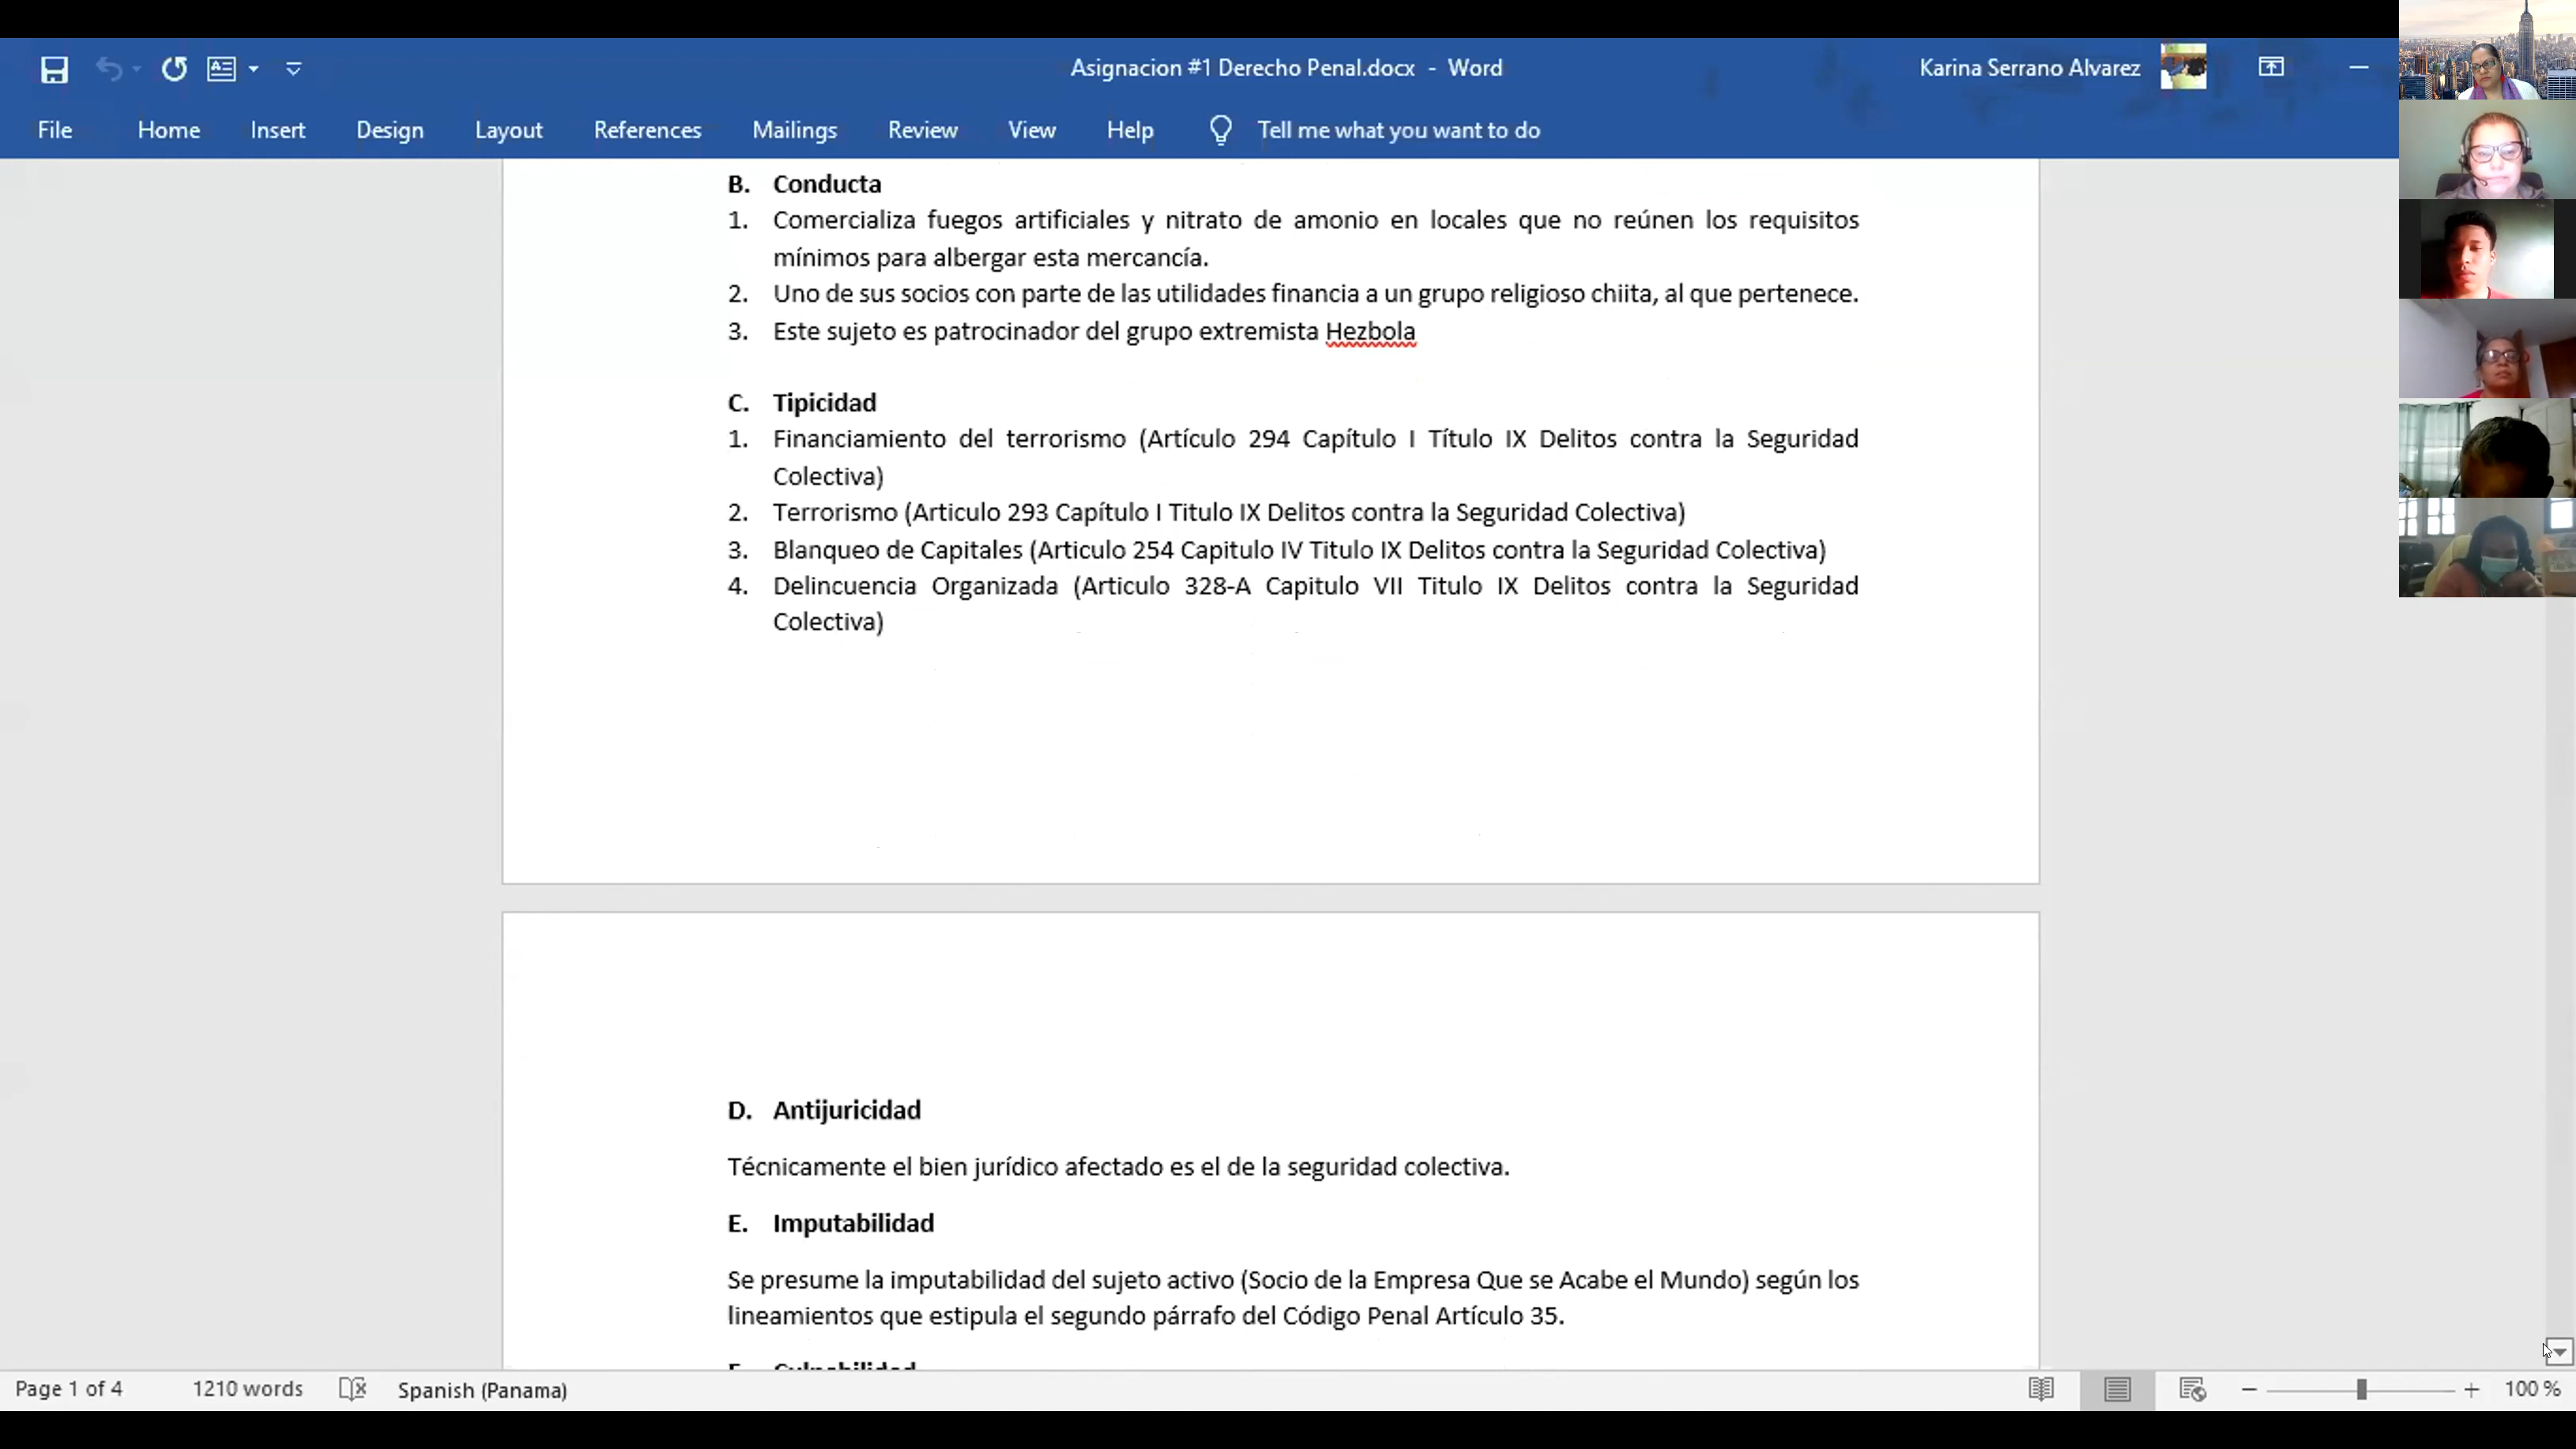 Asignacion #1 Derecho Penal.docx - Word
Karina Serrano Alvarez
File Home Insert Design Layout References Mailings Review View Help Tell me what you want to do
B. Conducta
1. Comercializa fuegos artificiales y nitrato de amonio en locales que no reúnen los requisitos
mínimos para albergar esta mercancía.
2. Uno de sus socios con parte de las utilidades financia a un grupo religioso chiita, al que pertenece.
3. Este sujeto es patrocinador del grupo extremista Hezbola
C. Tipicidad
1. Financiamiento del terrorismo (Artículo 294 Capítulo I Título IX Delitos contra la Seguridad
Colectiva)
2. Terrorismo (Articulo 293 Capítulo I Titulo IX Delitos contra la Seguridad Colectiva)
3. Blanqueo de Capitales (Articulo 254 Capitulo IV Titulo IX Delitos contra la Seguridad Colectiva)
4. Delincuencia Organizada (Articulo 328-A Capitulo VII Titulo IX Delitos contra la Seguridad
Colectiva)
D. Antijuricidad
Técnicamente el bien jurídico afectado es el de la seguridad colectiva.
E. Imputabilidad
Se presume la imputabilidad del sujeto activo (Socio de la Empresa Que se Acabe el Mundo) según los
lineamientos que estipula el segundo párrafo del Código Penal Artículo 35.
F. Culpabilidad
Page 1 of 4 1210 words Spanish (Panama) 100 %